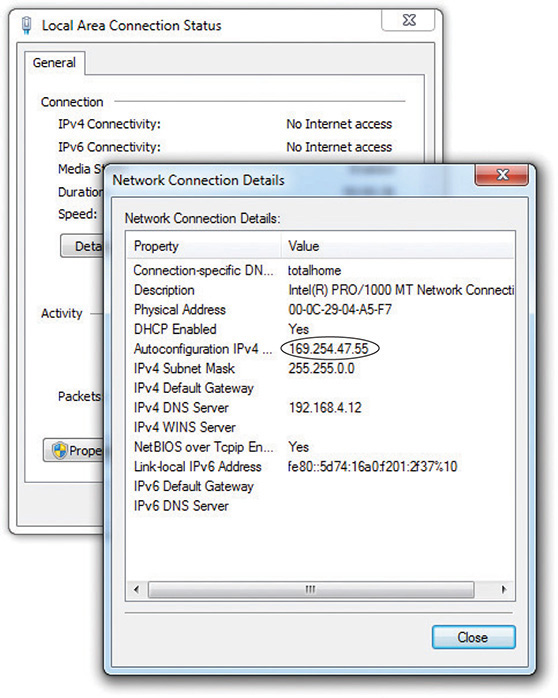 Local Area Connection Status
General
Connection
IPv4 Connectivity: No Internet access
IPv6 Connectivity: No Internet access
Media
Duration
Speed:
Activity
Packets
Network Connection Details
Network Connection Details:
Property Value
Connection-specific DN... totalhome
Description Intel(R) PRO/1000 MT Network Connecti
Physical Address 00-0C-29-04-A5-F7
DHCP Enabled Yes
Autoconfiguration IPv4 ... 169.254.47.55
IPv4 Subnet Mask 255.255.0.0
IPv4 Default Gateway
IPv4 DNS Server 192.168.4.12
IPv4 WINS Server
NetBIOS over Tcpip En... Yes
Link-local IPv6 Address fe80::5d74:16a0:f201:2f37%10
IPv6 Default Gateway
IPv6 DNS Server
Close